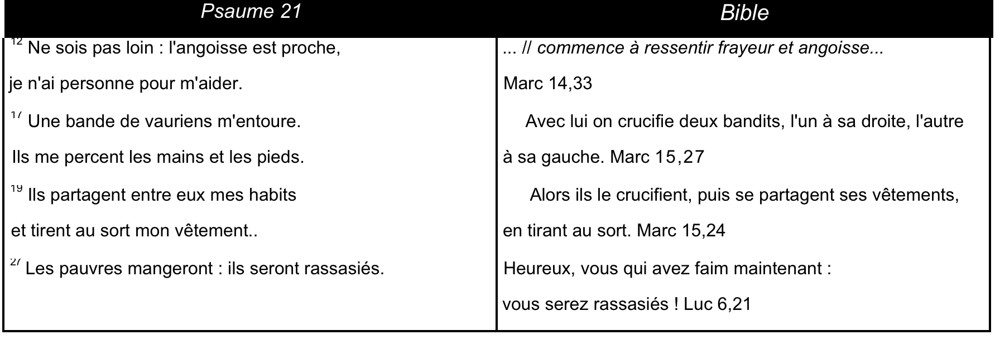 Psaume 21
Bible
12 Ne sois pas loin : l'angoisse est proche,
je n'ai personne pour m'aider.
17 Une bande de vauriens m'entoure.
Ils me percent les mains et les pieds.
19 Ils partagent entre eux mes habits
et tirent au sort mon vêtement..
27 Les pauvres mangeront : ils seront rassasiés.
... // commence à ressentir frayeur et angoisse...
Marc 14,33
Avec lui on crucifie deux bandits, l'un à sa droite, l'autre
à sa gauche. Marc 15,27
Alors ils le crucifient, puis se partagent ses vêtements,
en tirant au sort. Marc 15,24
Heureux, vous qui avez faim maintenant :
vous serez rassasiés ! Luc 6,21